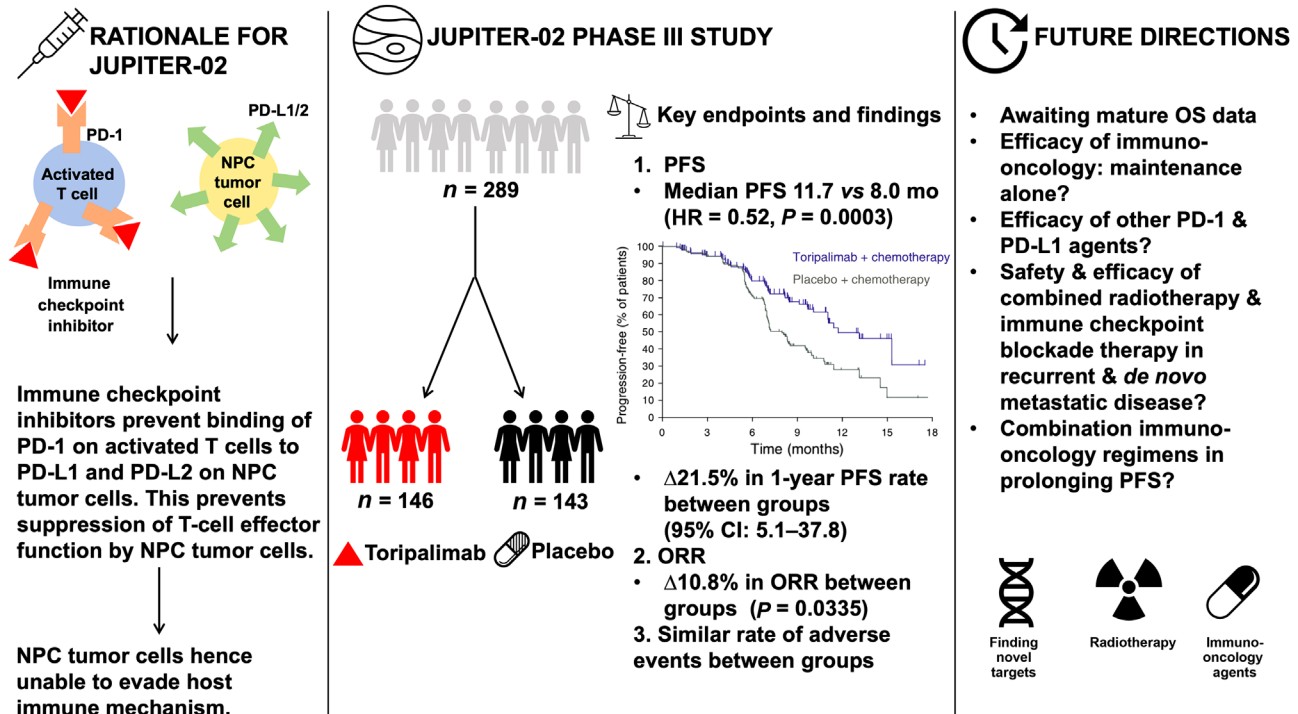 RATIONALE FOR
JUPITER-02
PD-1
PD-L1/2
Activated
T cell
NPC
tumor
cell
Immune
checkpoint
inhibitor
Immune checkpoint
inhibitors prevent binding of
PD-1 on activated T cells to
PD-L1 and PD-L2 on NPC
tumor cells. This prevents
suppression of T-cell effector
function by NPC tumor cells.
NPC tumor cells hence
unable to evade host
immune mechanism.
JUPITER-02 PHASE III STUDY
n = 289
n = 146
n = 143
Toripalimab
Placebo
Key endpoints and findings
1. PFS
• Median PFS 11.7 vs 8.0 mo
(HR = 0.52, P = 0.0003)
Progression-free (% of patients)
100
90
80
70
60
50
40
30
20
10
0
Toripalimab + chemotherapy
Placebo + chemotherapy
0 3 6 9 12 15 18
Time (months)
• Δ21.5% in 1-year PFS rate
between groups
(95% CI: 5.1–37.8)
2. ORR
• Δ10.8% in ORR between
groups (P = 0.0335)
3. Similar rate of adverse
events between groups
FUTURE DIRECTIONS
• Awaiting mature OS data
• Efficacy of immuno-
oncology: maintenance
alone?
• Efficacy of other PD-1 &
PD-L1 agents?
• Safety & efficacy of
combined radiotherapy &
immune checkpoint
blockade therapy in
recurrent & de novo
metastatic disease?
• Combination immuno-
oncology regimens in
prolonging PFS?
Finding
novel
targets
Radiotherapy
Immuno-
oncology
agents